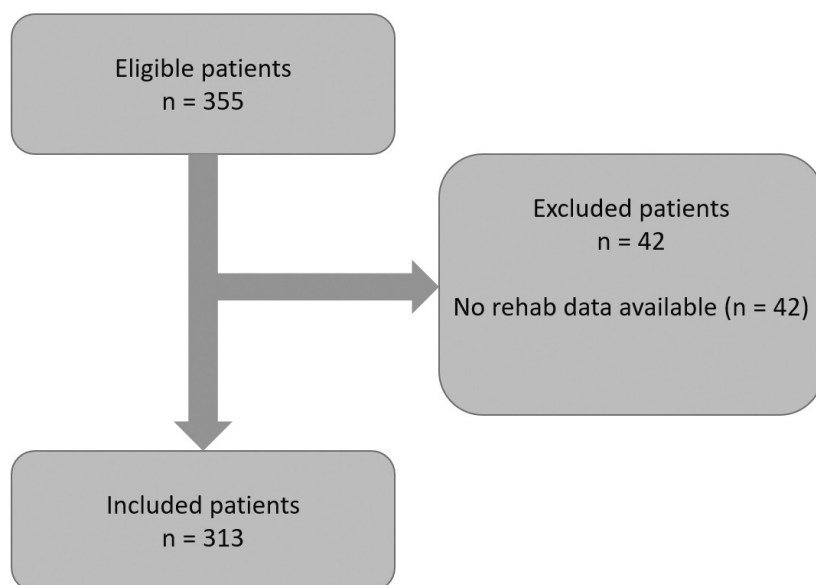 Eligible patients
n = 355
Excluded patients
n = 42
No rehab data available (n = 42)
Included patients
n = 313